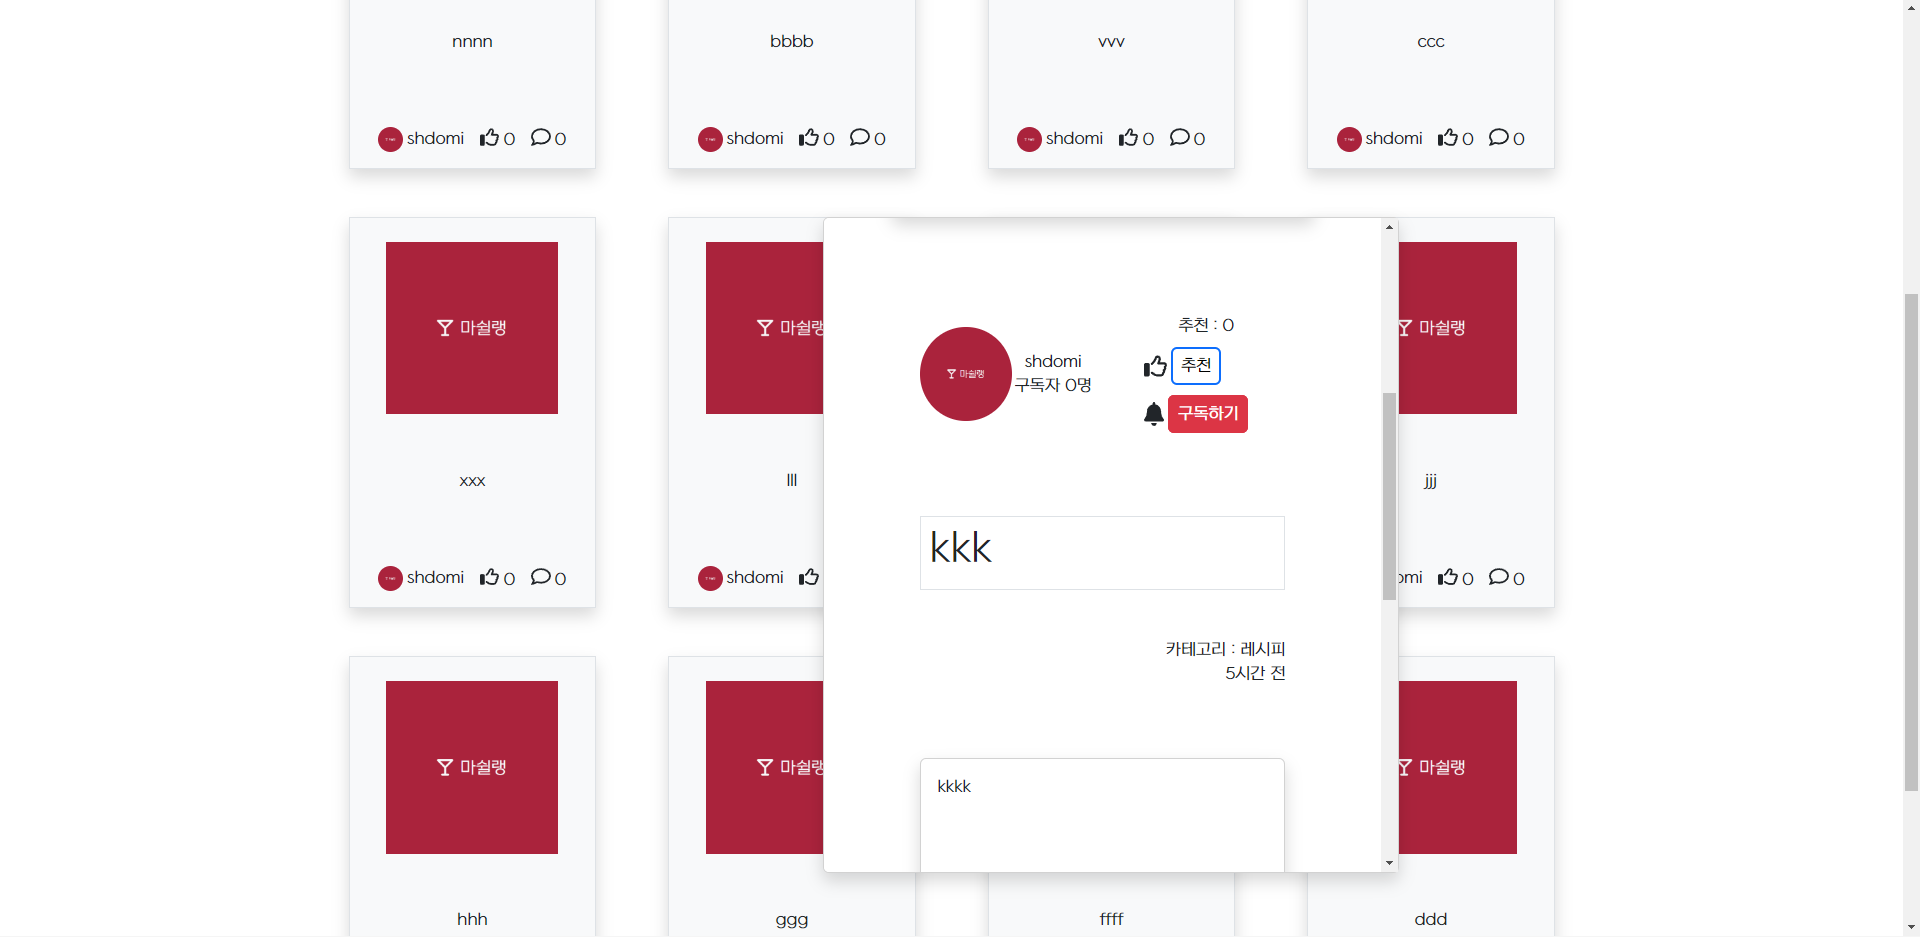 nnnn
bbbb
vvv
ccc
shdomi 0 0
shdomi 0 0
shdomi 0 0
shdomi 0 0
마쉴랭
마쉴랭
마쉴랭
xxx
lll
jjj
shdomi 0 0
shdomi
omi 0 0
추천 : 0
마쉴랭
shdomi
구독자 0명
추천
구독하기
kkk
카테고리 : 레시피
5시간 전
kkkk
마쉴랭
마쉴랭
마쉴랭
hhh
ggg
ffff
ddd